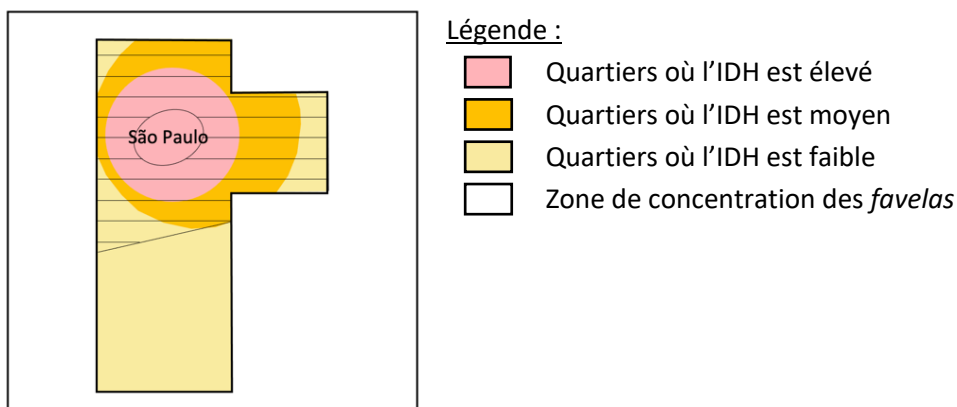 Légende :
Quartiers où l’IDH est élevé
Quartiers où l’IDH est moyen
São Paulo
Quartiers où l’IDH est faible
Zone de concentration des favelas